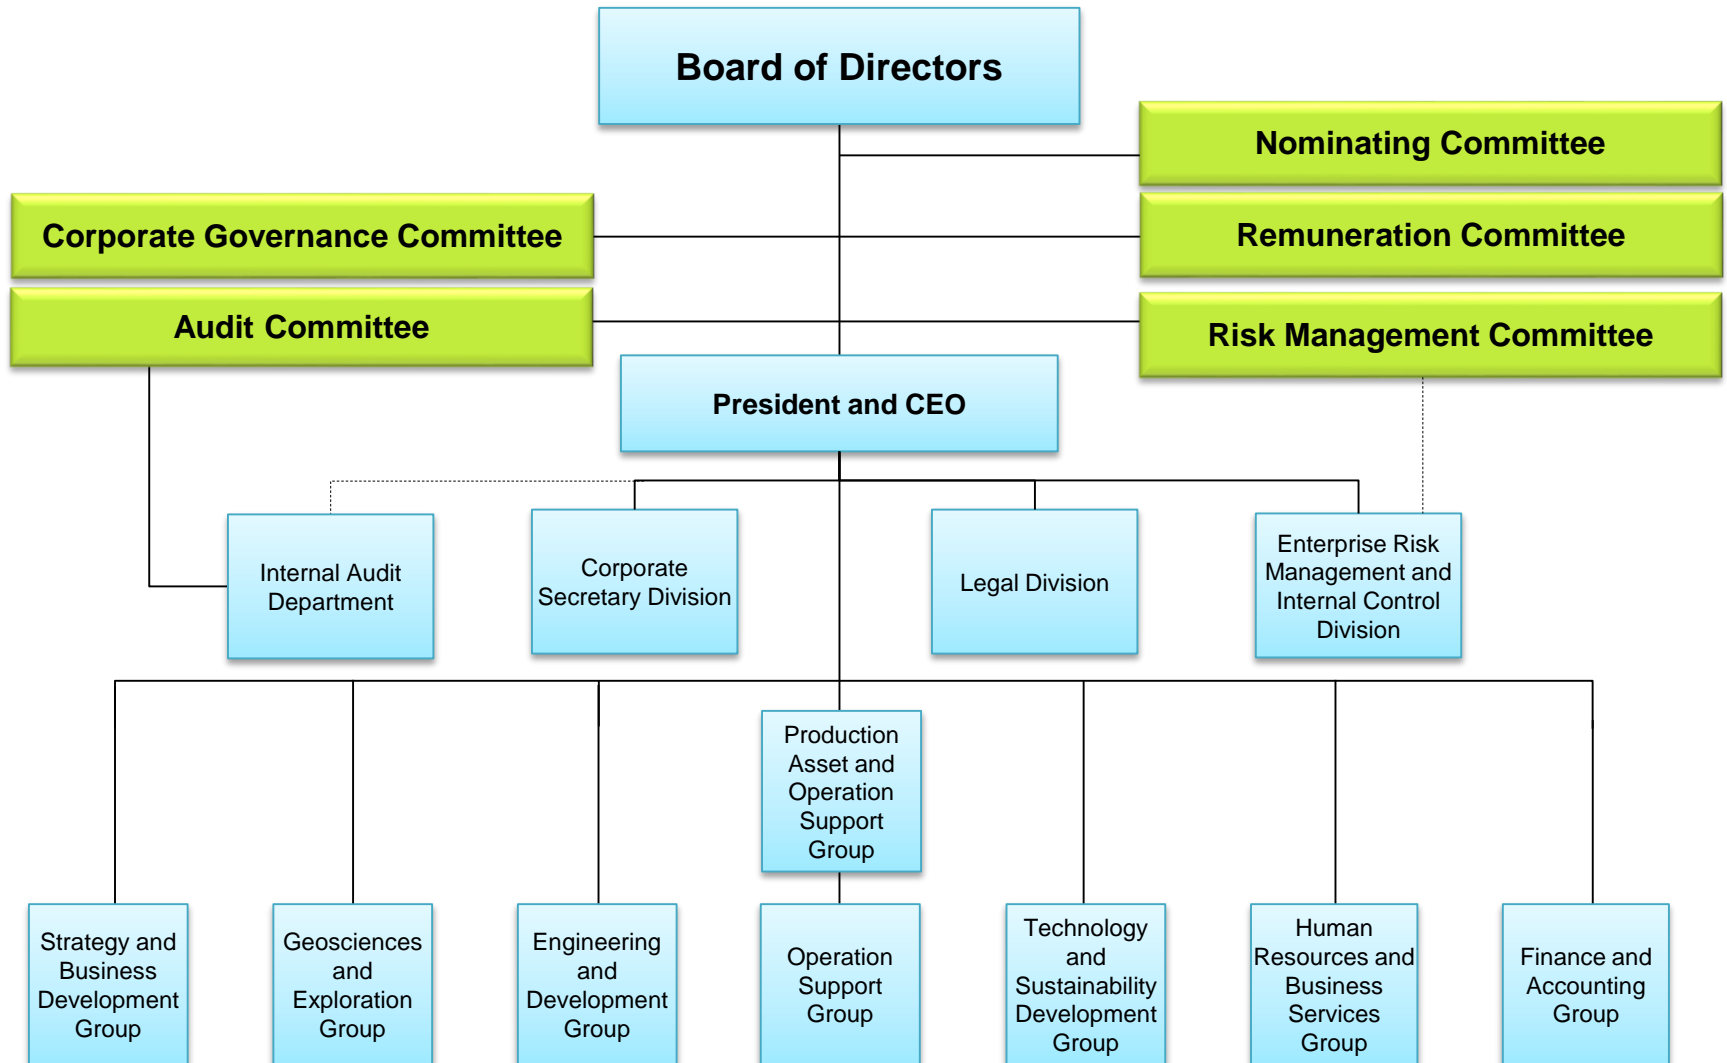 Board of Directors
Nominating Committee
Corporate Governance Committee
Remuneration Committee
Audit Committee
Risk Management Committee
President and CEO
Internal Audit
Department
Corporate
Secretary Division
Legal Division
Enterprise Risk
Management and
Internal Control
Division
Production
Asset and
Operation
Support
Group
Strategy and
Business
Development
Group
Geosciences
and
Exploration
Group
Engineering
and
Development
Group
Operation
Support
Group
Technology
and
Sustainability
Development
Group
Human
Resources and
Business
Services
Group
Finance and
Accounting
Group